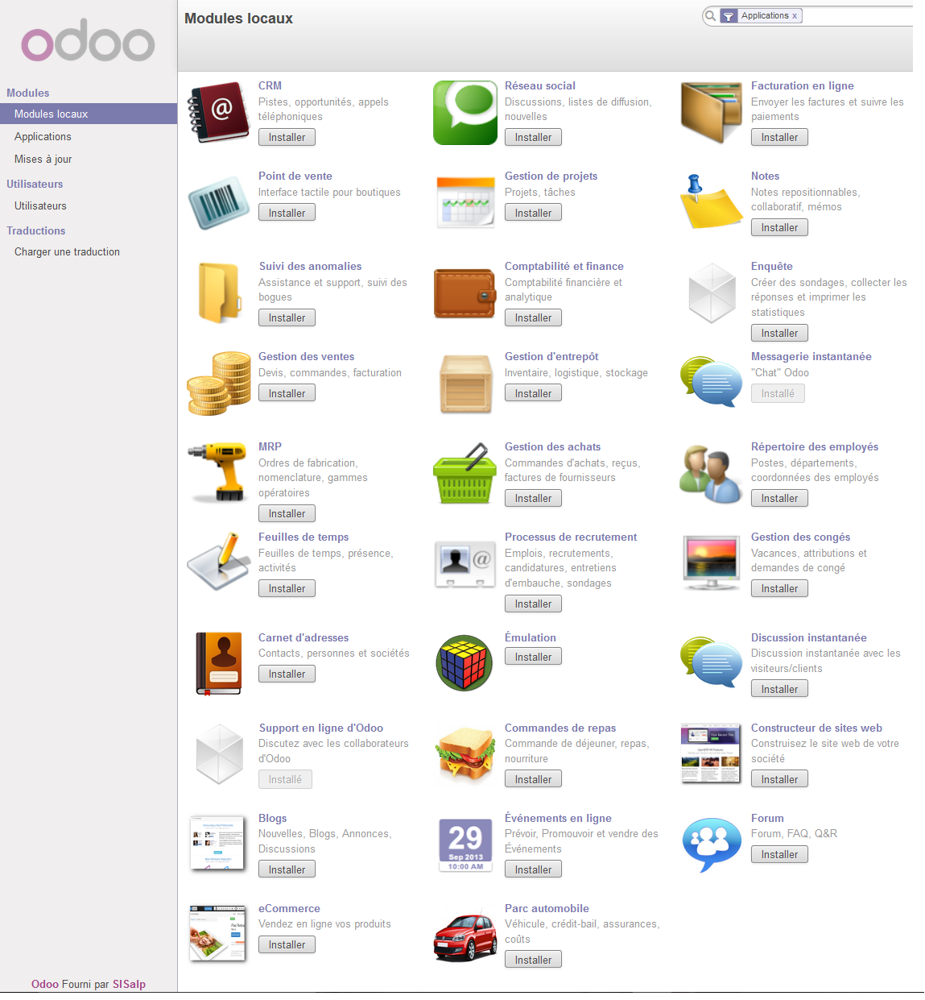 odoo
Modules
Modules locaux
Applications
Mises à jour
Utilisateurs
Utilisateurs
Traductions
Charger une traduction
Odoo Fourni par SISalp
Modules locaux
Applications x
CRM
Pistes, opportunités, appels
téléphoniques
Installer
Réseau social
Discussions, listes de diffusion,
nouvelles
Installer
Facturation en ligne
Envoyer les factures et suivre les
paiements
Installer
Point de vente
Interface tactile pour boutiques
Installer
Gestion de projets
Projets, tâches
Installer
Notes
Notes repositionnables,
collaboratif, mémos
Installer
Suivi des anomalies
Assistance et support, suivi des
bogues
Installer
Comptabilité et finance
Comptabilité financière et
analytique
Installer
Enquête
Créer des sondages, collecter les
réponses et imprimer les
statistiques
Installer
Gestion des ventes
Devis, commandes, facturation
Installer
Gestion d'entrepôt
Inventaire, logistique, stockage
Installer
Messagerie instantanée
"Chat" Odoo
Installé
MRP
Ordres de fabrication,
nomenclature, gammes
opératoires
Installer
Gestion des achats
Commandes d'achats, reçus,
factures de fournisseurs
Installer
Répertoire des employés
Postes, départements,
coordonnées des employés
Installer
Feuilles de temps
Feuilles de temps, présence,
activités
Installer
Processus de recrutement
Emplois, recrutements,
candidatures, entretiens
d'embauche, sondages
Installer
Gestion des congés
Vacances, attributions et
demandes de congé
Installer
Carnet d'adresses
Contacts, personnes et sociétés
Installer
Émulation
Installer
Discussion instantanée
Discussion instantanée avec les
visiteurs/clients
Installer
Support en ligne d'Odoo
Discutez avec les collaborateurs
d'Odoo
Installé
Commandes de repas
Commande de déjeuner, repas,
nourriture
Installer
Constructeur de sites web
Construisez le site web de votre
société
Installer
Blogs
Nouvelles, Blogs, Annonces,
Discussions
Installer
29
Sep 2013
10:00 AM
Événements en ligne
Prévoir, Promouvoir et vendre des
Événements
Installer
Forum
Forum, FAQ, Q&R
Installer
eCommerce
Vendez en ligne vos produits
Installer
Parc automobile
Véhicule, crédit-bail, assurances,
coûts
Installer